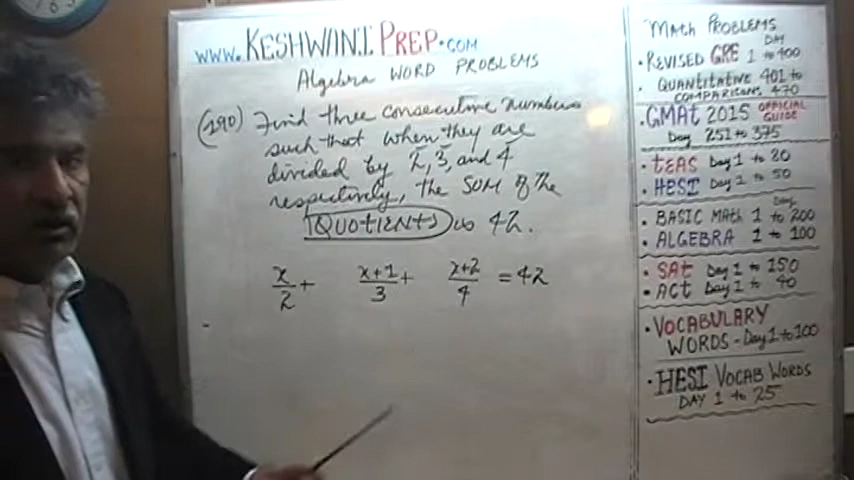 www.KESHWANI PREP.COM
Algebra WORD PROBLEMS
(190) Find three consecutive numbers
such that when they are
divided by 2, 3, and 4
respectively, the SUM of the
QUOTIENTS is 42.
x/2 + x+1/3 + x+2/4 = 42
Math PROBLEMS
DAY
• REVISED GRE 1 to 400
• QUANTITATIVE 401 to
COMPARISONS 470
• GMAT 2015 OFFICIAL GUIDE
Day 251 to 375
• TEAS Day 1 to 80
• HESI Day 1 to 50
Day
• BASIC MATH 1 to 200
• ALGEBRA 1 to 100
• SAT Day 1 to 150
• ACT Day 1 to 40
• VOCABULARY
WORDS - Day 1 to 100
• HESI VOCAB WORDS
DAY 1 to 25